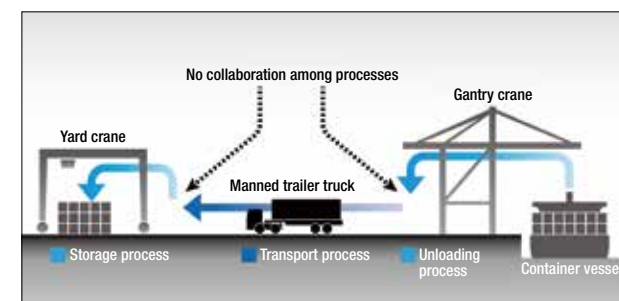 No collaboration among processes
Gantry crane
Yard crane
Manned trailer truck
Storage process
Transport process
Unloading
process
Container vesse